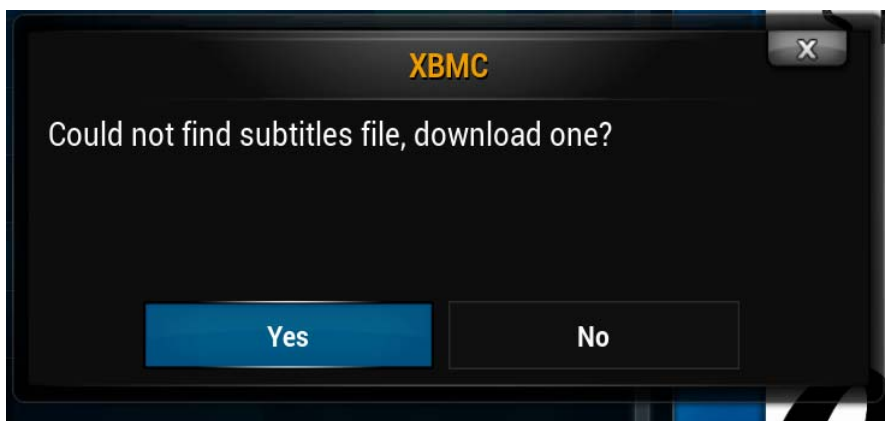 XBMC
X
Could not find subtitles file, download one?
Yes
No